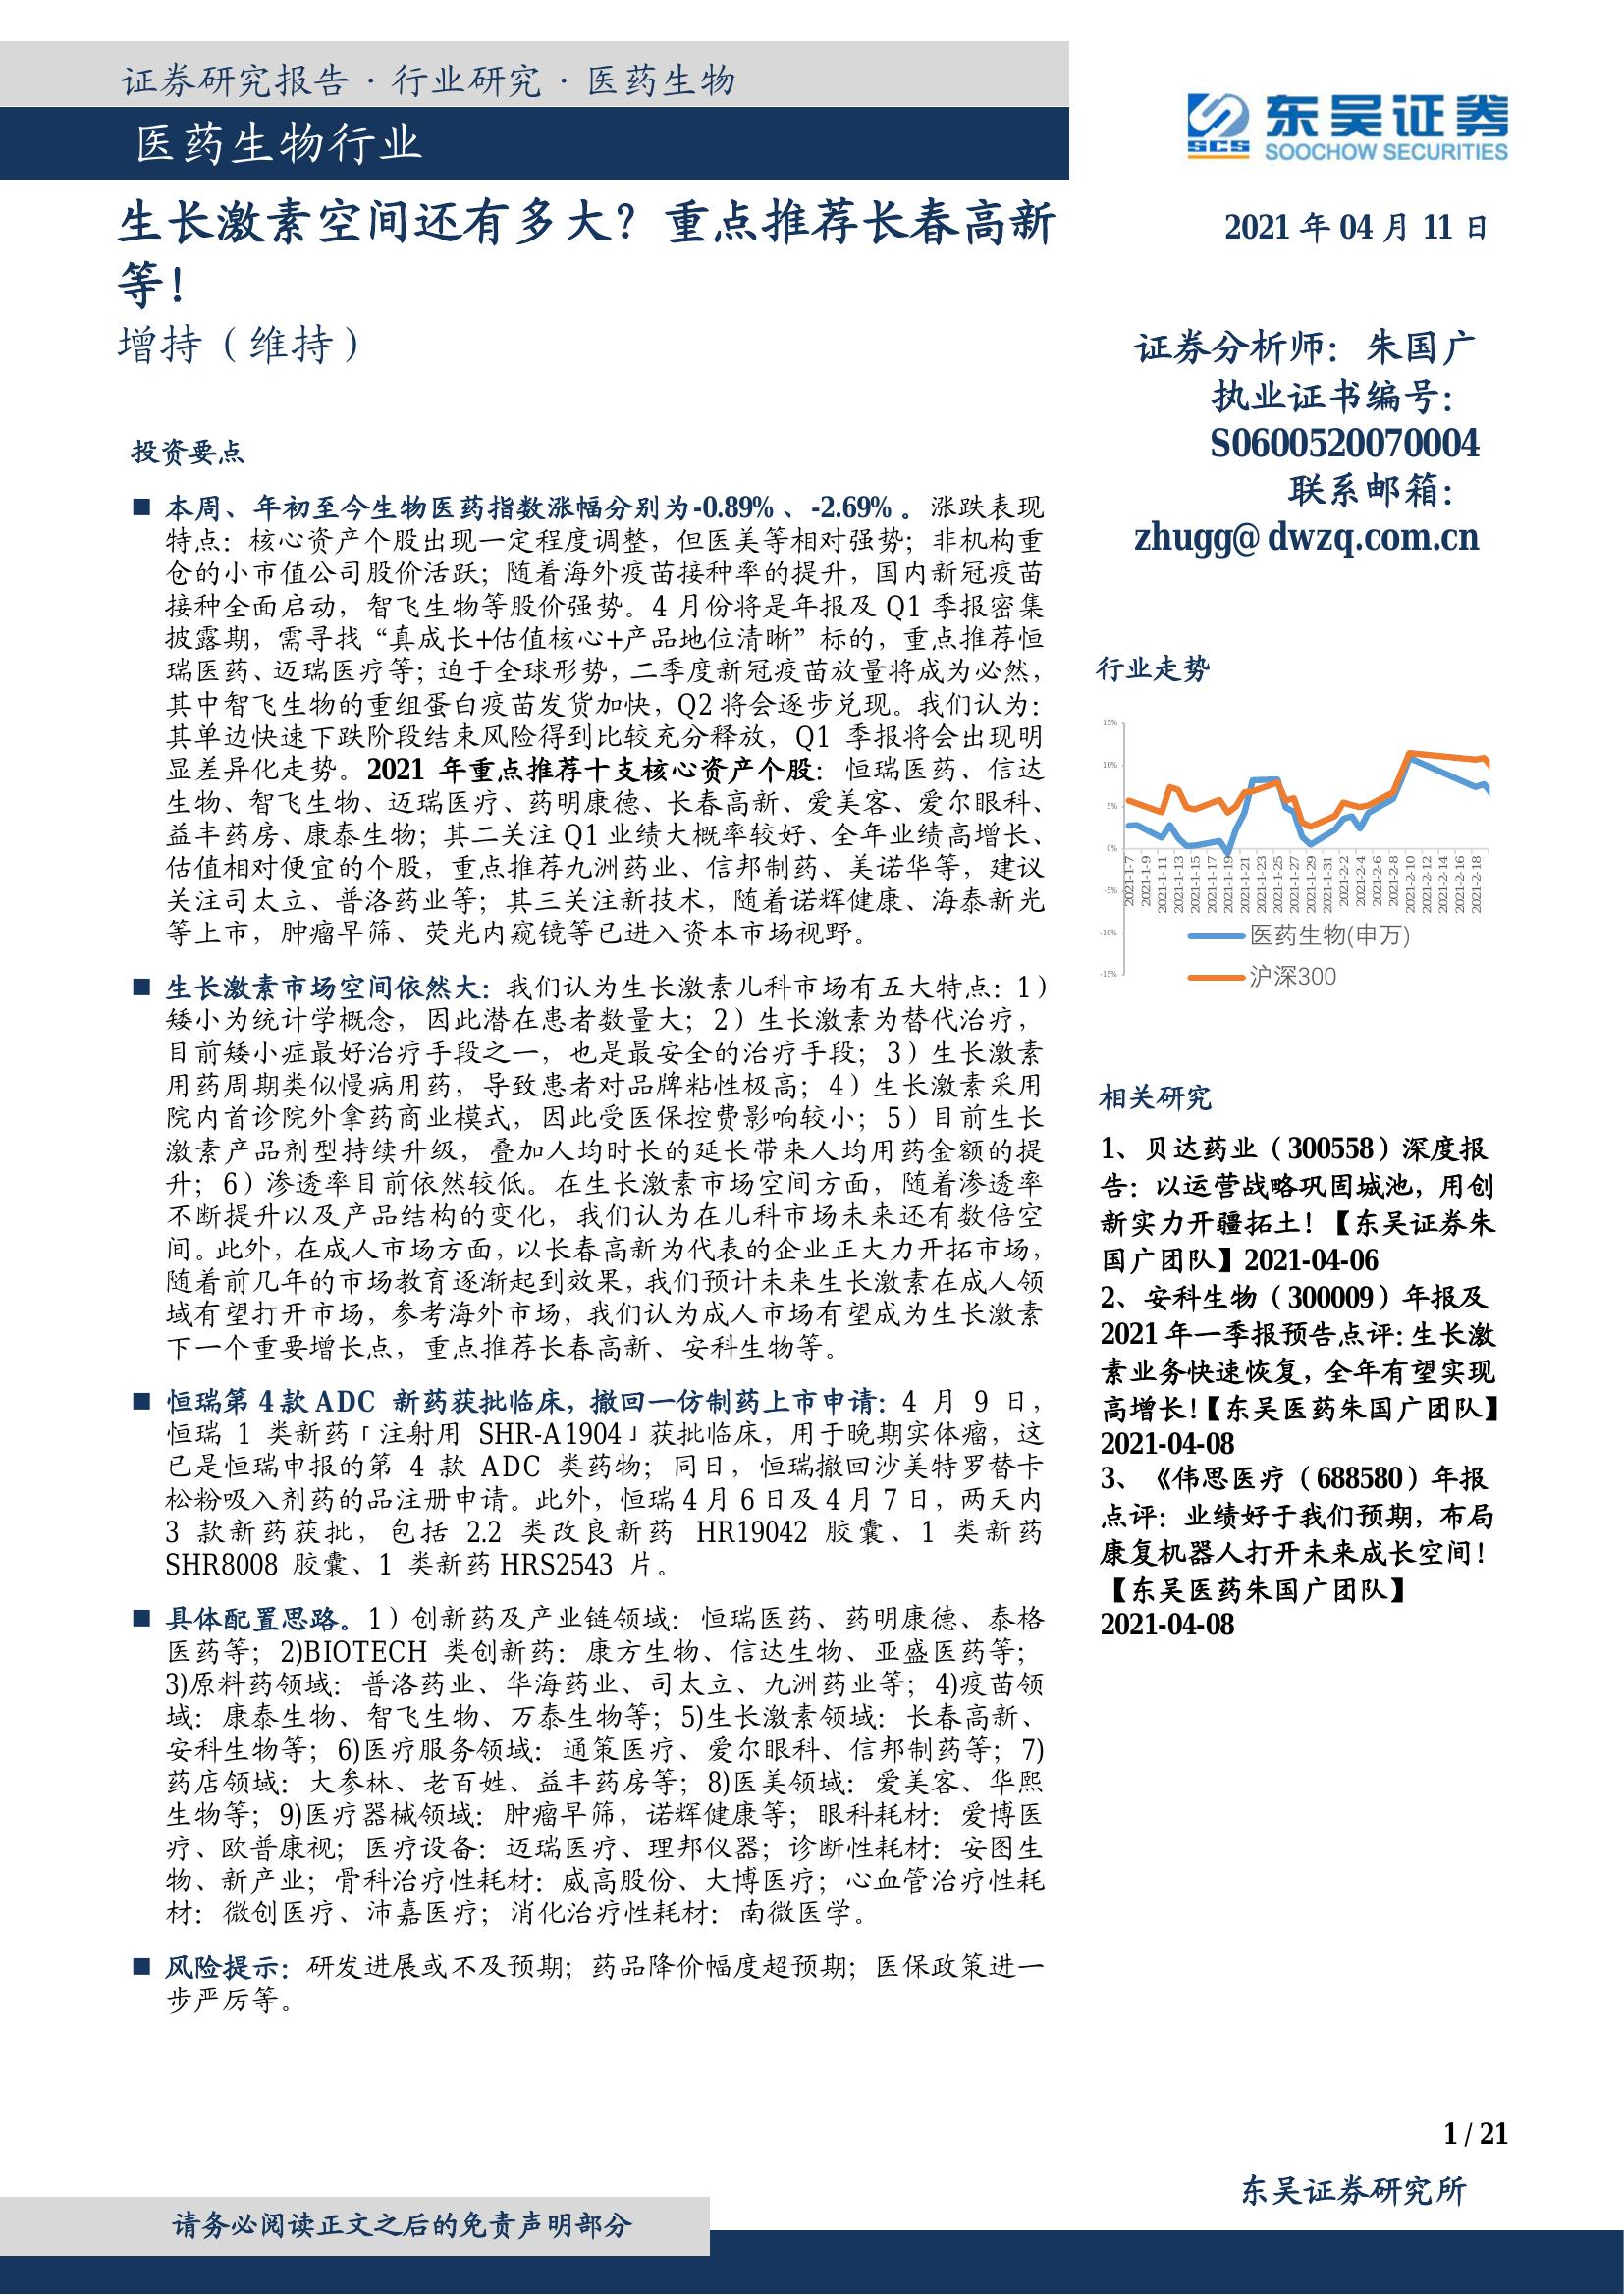 证券研究报告·行业研究·医药生物
医药生物行业
SCS 东吴证券
SOOCHOW SECURITIES
生长激素空间还有多大？重点推荐长春高新
等！
增持（维持）
2021 年 04 月 11 日
证券分析师：朱国广
执业证书编号：
S0600520070004
联系邮箱：
zhugg@dwzq.com.cn
投资要点
■ 本周、年初至今生物医药指数涨幅分别为-0.89%、-2.69%。涨跌表现
特点：核心资产个股出现一定程度调整，但医美等相对强势；非机构重
仓的小市值公司股价活跃；随着海外疫苗接种率的提升，国内新冠疫苗
接种全面启动，智飞生物等股价强势。4 月份将是年报及 Q1 季报密集
披露期，需寻找“真成长+估值核心+产品地位清晰”标的，重点推荐恒
瑞医药、迈瑞医疗等；迫于全球形势，二季度新冠疫苗放量将成为必然，
其中智飞生物的重组蛋白疫苗发货加快，Q2 将会逐步兑现。我们认为：
其单边快速下跌阶段结束风险得到比较充分释放，Q1 季报将会出现明
显差异化走势。2021 年重点推荐十支核心资产个股：恒瑞医药、信达
生物、智飞生物、迈瑞医疗、药明康德、长春高新、爱美客、爱尔眼科、
益丰药房、康泰生物；其二关注 Q1 业绩大概率较好、全年业绩高增长、
估值相对便宜的个股，重点推荐九洲药业、信邦制药、美诺华等，建议
关注司太立、普洛药业等；其三关注新技术，随着诺辉健康、海泰新光
等上市，肿瘤早筛、荧光内窥镜等已进入资本市场视野。
■ 生长激素市场空间依然大：我们认为生长激素儿科市场有五大特点：1）
矮小为统计学概念，因此潜在患者数量大；2）生长激素为替代治疗，
目前矮小症最好治疗手段之一，也是最安全的治疗手段；3）生长激素
用药周期类似慢病用药，导致患者对品牌粘性极高；4）生长激素采用
院内首诊院外拿药商业模式，因此受医保控费影响较小；5）目前生长
激素产品剂型持续升级，叠加人均时长的延长带来人均用药金额的提
升；6）渗透率目前依然较低。在生长激素市场空间方面，随着渗透率
不断提升以及产品结构的变化，我们认为在儿科市场未来还有数倍空
间。此外，在成人市场方面，以长春高新为代表的企业正大力开拓市场，
随着前几年的市场教育逐渐起到效果，我们预计未来生长激素在成人领
域有望打开市场，参考海外市场，我们认为成人市场有望成为生长激素
下一个重要增长点，重点推荐长春高新、安科生物等。
■ 恒瑞第 4 款 ADC 新药获批临床，撤回一仿制药上市申请：4 月 9 日，
恒瑞 1 类新药「注射用 SHR-A1904」获批临床，用于晚期实体瘤，这
已是恒瑞申报的第 4 款 ADC 类药物；同日，恒瑞撤回沙美特罗替卡
松粉吸入剂药的品注册申请。此外，恒瑞 4 月 6 日及 4 月 7 日，两天内
3 款新药获批，包括 2.2 类改良新药 HR19042 胶囊、1 类新药
SHR8008 胶囊、1 类新药 HRS2543 片。
■ 具体配置思路。1）创新药及产业链领域：恒瑞医药、药明康德、泰格
医药等；2)BIOTECH 类创新药：康方生物、信达生物、亚盛医药等；
3)原料药领域：普洛药业、华海药业、司太立、九洲药业等；4)疫苗领
域：康泰生物、智飞生物、万泰生物等；5)生长激素领域：长春高新、
安科生物等；6)医疗服务领域：通策医疗、爱尔眼科、信邦制药等；7)
药店领域：大参林、老百姓、益丰药房等；8)医美领域：爱美客、华熙
生物等；9)医疗器械领域：肿瘤早筛，诺辉健康等；眼科耗材：爱博医
疗、欧普康视；医疗设备：迈瑞医疗、理邦仪器；诊断性耗材：安图生
物、新产业；骨科治疗性耗材：威高股份、大博医疗；心血管治疗性耗
材：微创医疗、沛嘉医疗；消化治疗性耗材：南微医学。
■ 风险提示：研发进展或不及预期；药品降价幅度超预期；医保政策进一
步严厉等。
行业走势
15%
10%
5%
0%
-5%
-10%
-15%
2021-1-7
2021-1-9
2021-1-11
2021-1-13
2021-1-15
2021-1-17
2021-1-19
2021-1-21
2021-1-23
2021-1-25
2021-1-27
2021-1-29
2021-1-31
2021-2-2
2021-2-4
2021-2-6
2021-2-8
2021-2-10
2021-2-12
2021-2-14
2021-2-16
2021-2-18
医药生物(申万)
沪深300
相关研究
1、贝达药业（300558）深度报
告：以运营战略巩固城池，用创
新实力开疆拓土！【东吴证券朱
国广团队】2021-04-06
2、安科生物（300009）年报及
2021 年一季报预告点评：生长激
素业务快速恢复，全年有望实现
高增长！【东吴医药朱国广团队】
2021-04-08
3、《伟思医疗（688580）年报
点评：业绩好于我们预期，布局
康复机器人打开未来成长空间！
【东吴医药朱国广团队】
2021-04-08
1 / 21
东吴证券研究所
请务必阅读正文之后的免责声明部分